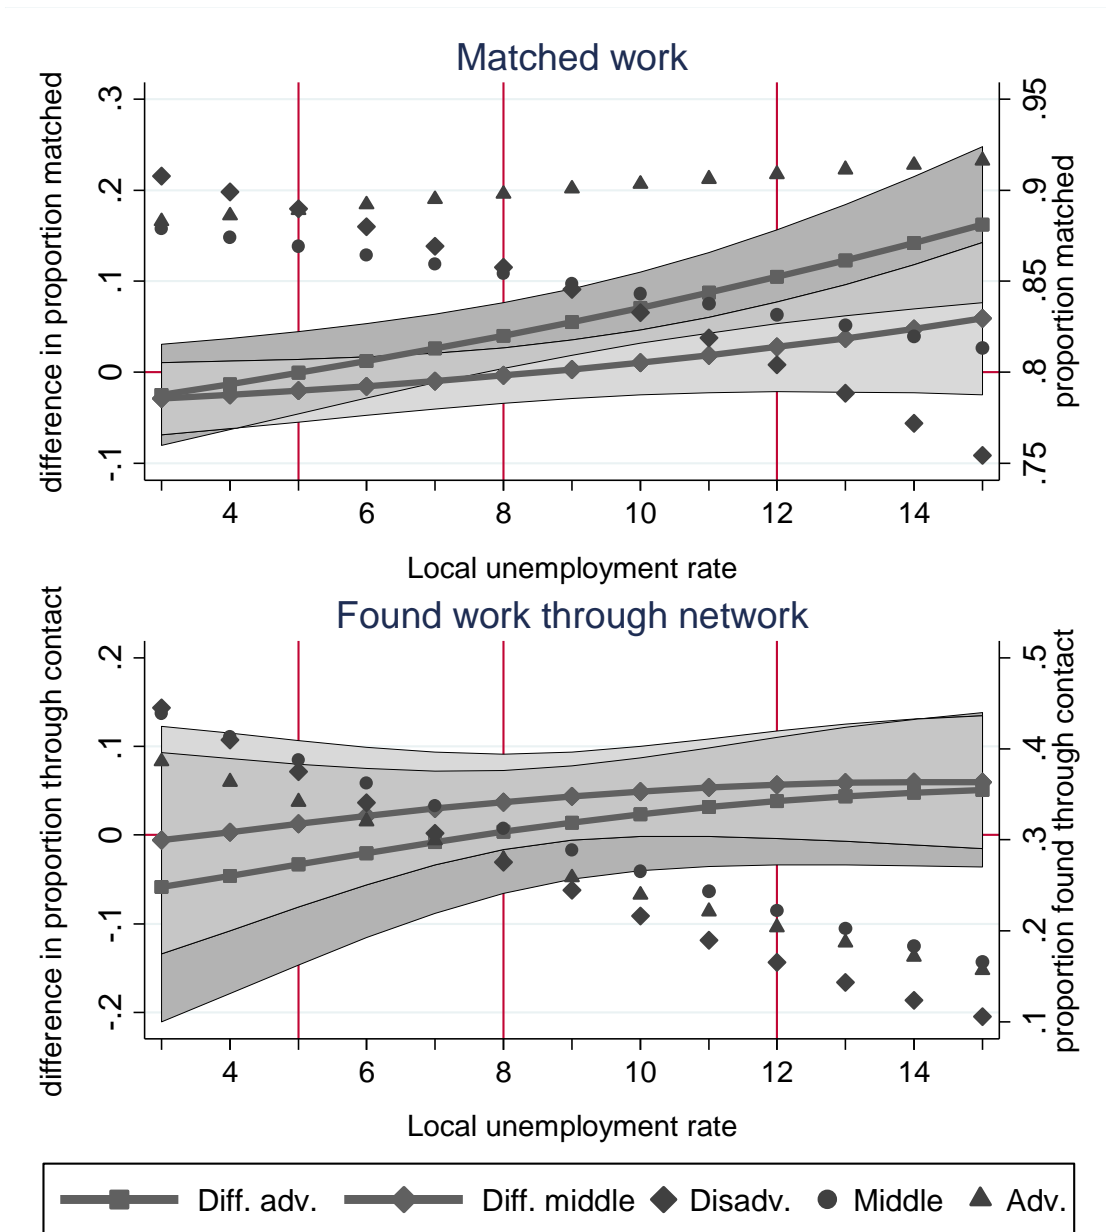 Matched work
difference in proportion matched
.3
.2
.1
0
-.1
.95
.9
.85
.8
.75
proportion matched
4 6 8 10 12 14
Local unemployment rate
Found work through network
difference in proportion through contact
.2
.1
0
-.1
-.2
.5
.4
.3
.2
.1
proportion found through contact
4 6 8 10 12 14
Local unemployment rate
Diff. adv. Diff. middle Disadv. Middle Adv.